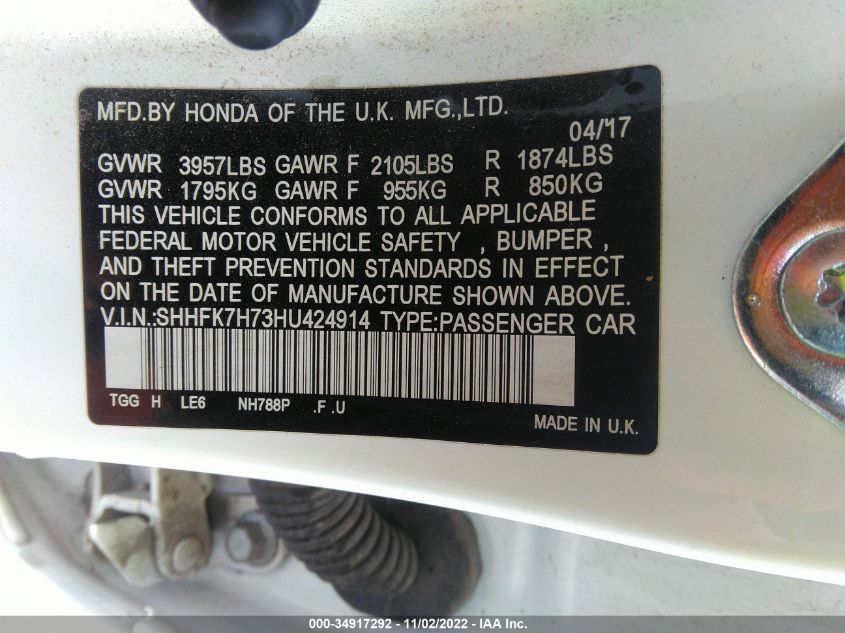 MFD.BY HONDA OF THE U.K. MFG.,LTD.
04/17
GVWR 3957LBS GAWR F 2105LBS R 1874LBS
GVWR 1795KG GAWR F 955KG R 850KG
THIS VEHICLE CONFORMS TO ALL APPLICABLE
FEDERAL MOTOR VEHICLE SAFETY , BUMPER ,
AND THEFT PREVENTION STANDARDS IN EFFECT
ON THE DATE OF MANUFACTURE SHOWN ABOVE.
V.I.N.:SHHFK7H73HU424914 TYPE:PASSENGER CAR
TGG H LE6 NH788P .F .U
MADE IN U.K.
000-34917292 - 11/02/2022 - IAA Inc.